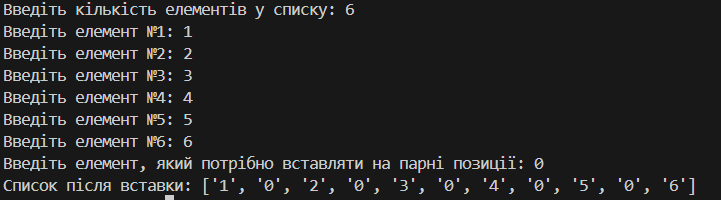 Введіть кількість елементів у списку: 6
Введіть елемент №1: 1
Введіть елемент №2: 2
Введіть елемент №3: 3
Введіть елемент №4: 4
Введіть елемент №5: 5
Введіть елемент №6: 6
Введіть елемент, який потрібно вставляти на парні позиції: 0
Список після вставки: ['1', '0', '2', '0', '3', '0', '4', '0', '5', '0', '6']